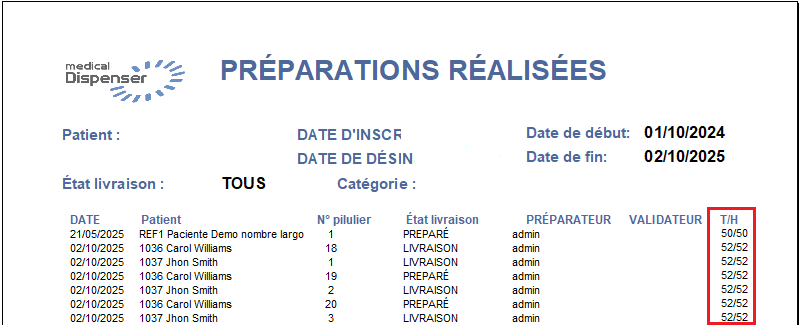 medical
Dispenser
PRÉPARATIONS RÉALISÉES
Patient : DATE D'INSCR Date de début: 01/10/2024
DATE DE DÉSIN Date de fin: 02/10/2025
État livraison : TOUS Catégorie :
DATE Patient N° pilulier État livraison PRÉPARATEUR VALIDATEUR T/H
21/05/2025 REF1 Paciente Demo nombre largo 1 PREPARÉ admin 50/50
02/10/2025 1036 Carol Williams 18 LIVRAISON admin 52/52
02/10/2025 1037 Jhon Smith 1 LIVRAISON admin 52/52
02/10/2025 1036 Carol Williams 19 PREPARÉ admin 52/52
02/10/2025 1037 Jhon Smith 2 LIVRAISON admin 52/52
02/10/2025 1036 Carol Williams 20 PREPARÉ admin 52/52
02/10/2025 1037 Jhon Smith 3 LIVRAISON admin 52/52